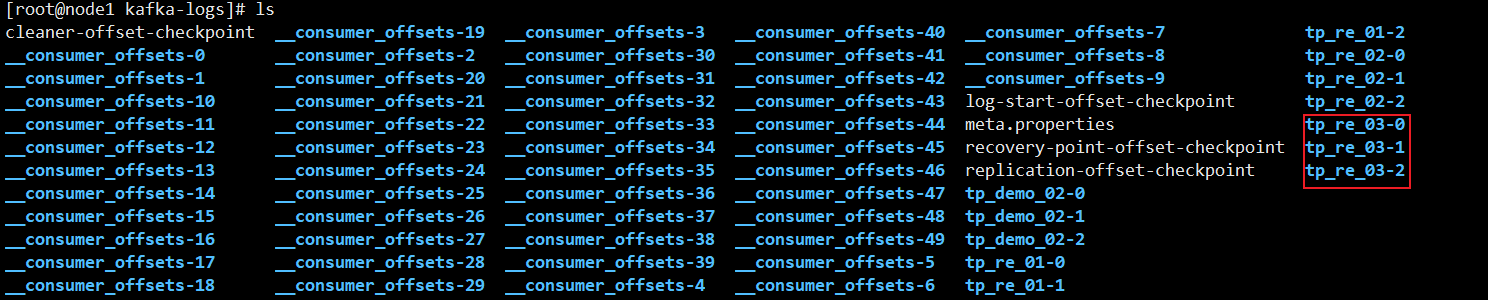 [root@node1 kafka-logs]# ls
cleaner-offset-checkpoint __consumer_offsets-19 __consumer_offsets-3 __consumer_offsets-40 __consumer_offsets-7 tp_re_01-2
__consumer_offsets-0 __consumer_offsets-2 __consumer_offsets-30 __consumer_offsets-41 __consumer_offsets-8 tp_re_02-0
__consumer_offsets-1 __consumer_offsets-20 __consumer_offsets-31 __consumer_offsets-42 __consumer_offsets-9 tp_re_02-1
__consumer_offsets-10 __consumer_offsets-21 __consumer_offsets-32 __consumer_offsets-43 log-start-offset-checkpoint tp_re_02-2
__consumer_offsets-11 __consumer_offsets-22 __consumer_offsets-33 __consumer_offsets-44 meta.properties tp_re_03-0
__consumer_offsets-12 __consumer_offsets-23 __consumer_offsets-34 __consumer_offsets-45 recovery-point-offset-checkpoint tp_re_03-1
__consumer_offsets-13 __consumer_offsets-24 __consumer_offsets-35 __consumer_offsets-46 replication-offset-checkpoint tp_re_03-2
__consumer_offsets-14 __consumer_offsets-25 __consumer_offsets-36 __consumer_offsets-47 tp_demo_02-0
__consumer_offsets-15 __consumer_offsets-26 __consumer_offsets-37 __consumer_offsets-48 tp_demo_02-1
__consumer_offsets-16 __consumer_offsets-27 __consumer_offsets-38 __consumer_offsets-49 tp_demo_02-2
__consumer_offsets-17 __consumer_offsets-28 __consumer_offsets-39 __consumer_offsets-5 tp_re_01-0
__consumer_offsets-18 __consumer_offsets-29 __consumer_offsets-4 __consumer_offsets-6 tp_re_01-1